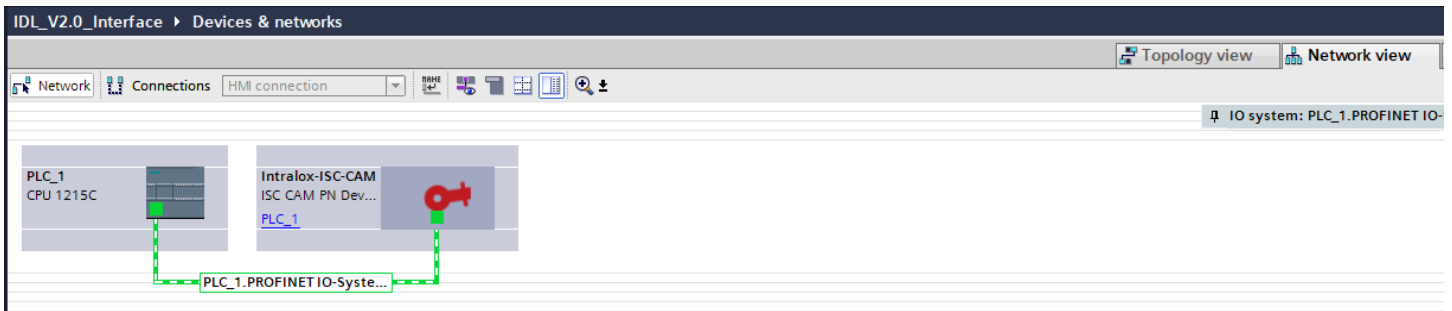 IDL_V2.0_Interface ▸ Devices & networks
Topology view Network view
Network Connections HMI connection
NAME
IO system: PLC_1.PROFINET IO-
PLC_1
CPU 1215C
Intralox-ISC-CAM
ISC CAM PN Dev...
PLC_1
PLC_1.PROFINET IO-Syste...